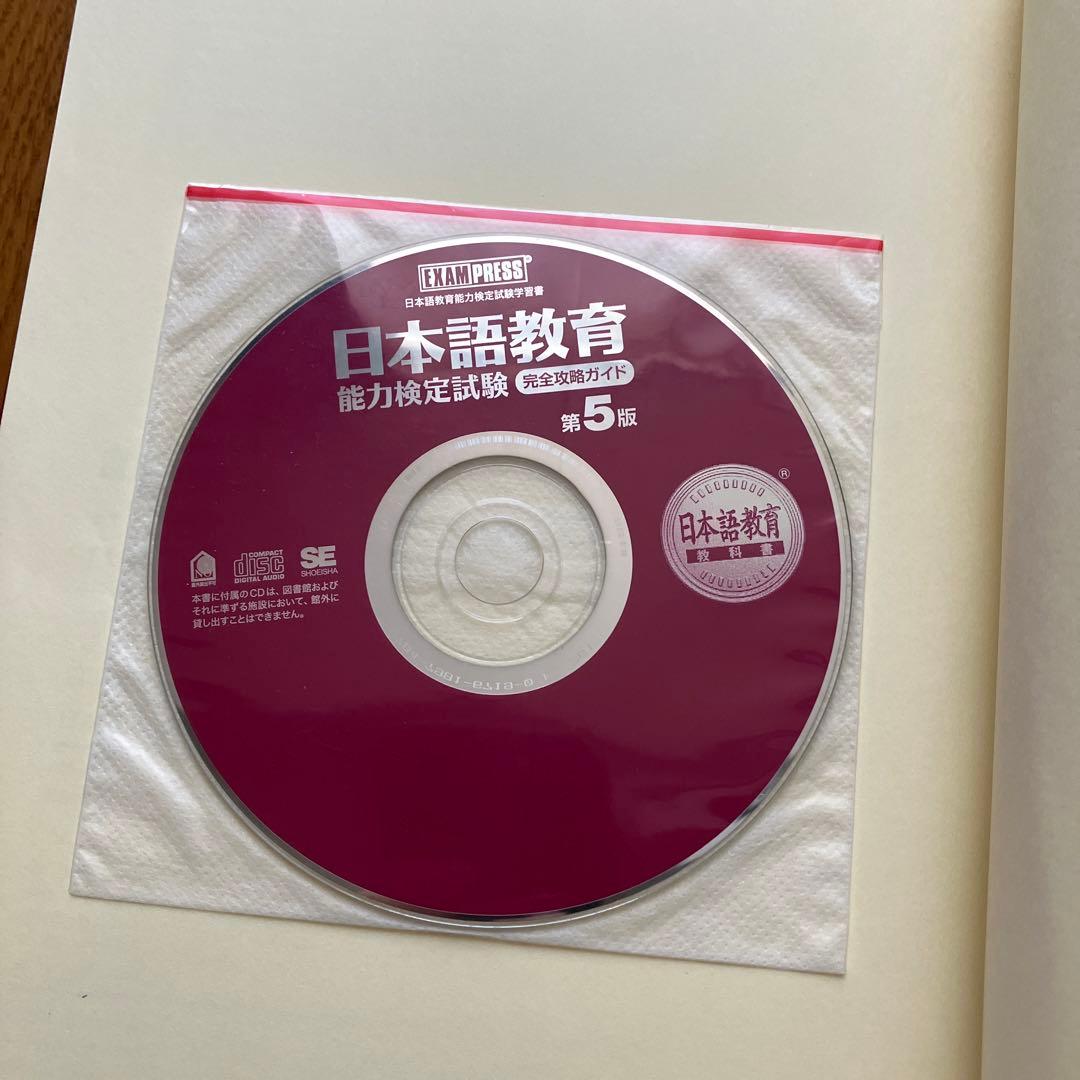 EXAMPRESS®
日本語教育能力検定試験学習書
日本語教育
能力検定試験 完全攻略ガイド
第5版
®
日本語教育
教科書
COMPACT
disc
DIGITAL AUDIO
SE
SHOEISHA
本書に付属のCDは、図書館および
それに準ずる施設において、館外に
貸し出すことはできません。